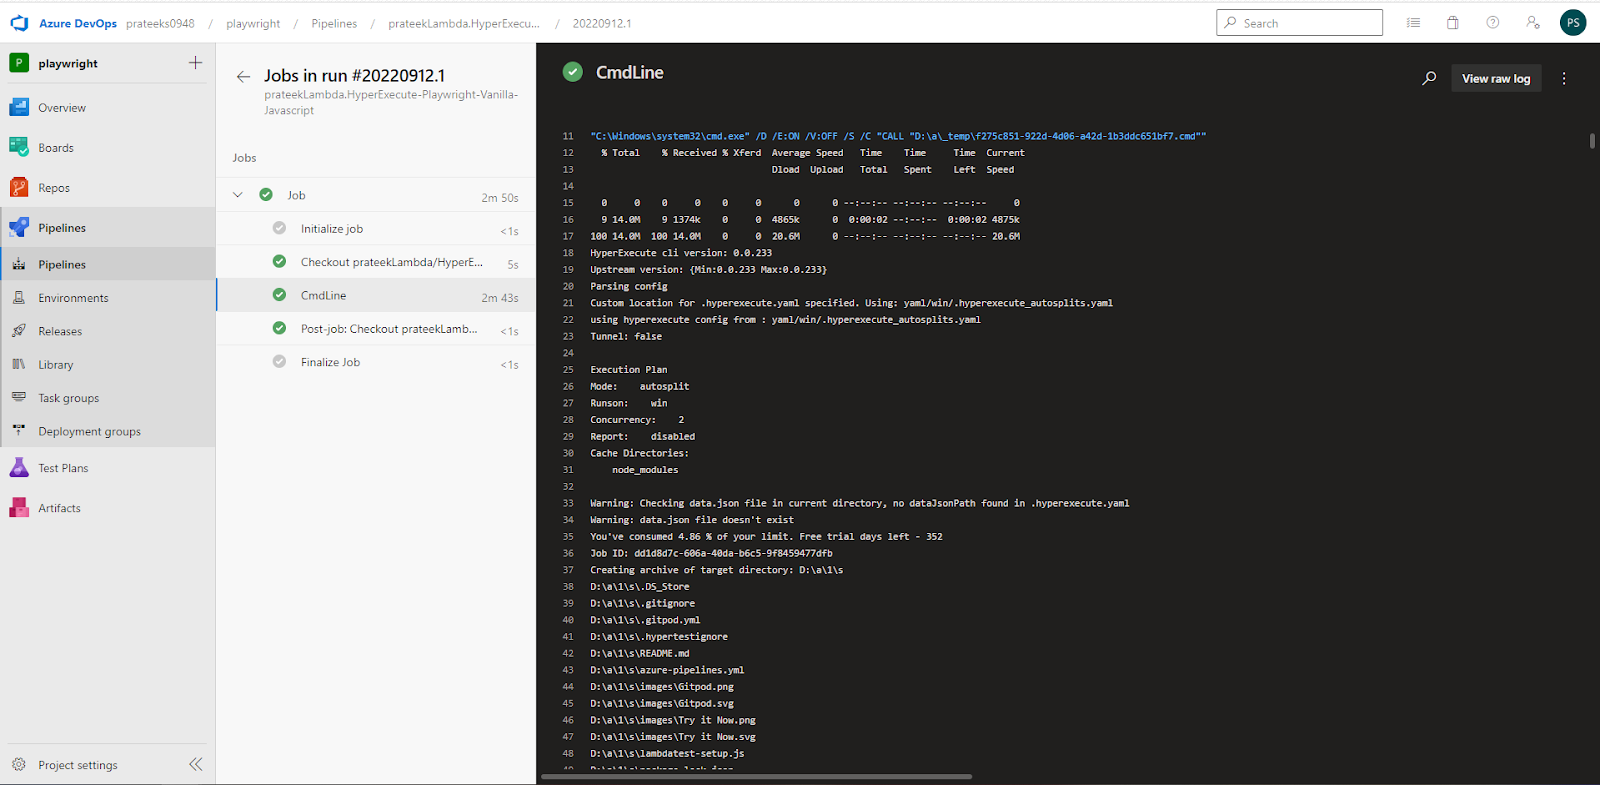 Azure DevOps prateeks0948 / playwright / Pipelines / prateekLambda.HyperExecu... / 20220912.1
Search
PS
P playwright
Overview
Boards
Repos
Pipelines
Pipelines
Environments
Releases
Library
Task groups
Deployment groups
Test Plans
Artifacts
Project settings
Jobs in run #20220912.1
prateekLambda.HyperExecute-Playwright-Vanilla-
Javascript
Jobs
Job 2m 50s
Initialize job <1s
Checkout prateekLambda/HyperE... 5s
CmdLine 2m 43s
Post-job: Checkout prateekLamb... <1s
Finalize Job <1s
CmdLine
View raw log
11 "C:\Windows\system32\cmd.exe" /D /E:ON /V:OFF /S /C "CALL "D:\a\_temp\f275c851-922d-4d06-a42d-1b3ddc651bf7.cmd""
12 % Total % Received % Xferd Average Speed Time Time Time Current
13 Dload Upload Total Spent Left Speed
14
15 0 0 0 0 0 0 0 0 --:--:-- --:--:-- --:--:-- 0
16 9 14.0M 9 1374k 0 0 4865k 0 0:00:02 --:--:-- 0:00:02 4875k
17 100 14.0M 100 14.0M 0 0 20.6M 0 --:--:-- --:--:-- --:--:-- 20.6M
18 HyperExecute cli version: 0.0.233
19 Upstream version: {Min:0.0.233 Max:0.0.233}
20 Parsing config
21 Custom location for .hyperexecute.yaml specified. Using: yaml/win/.hyperexecute_autosplits.yaml
22 using hyperexecute config from : yaml/win/.hyperexecute_autosplits.yaml
23 Tunnel: false
24
25 Execution Plan
26 Mode: autosplit
27 Runson: win
28 Concurrency: 2
29 Report: disabled
30 Cache Directories:
31 node_modules
32
33 Warning: Checking data.json file in current directory, no dataJsonPath found in .hyperexecute.yaml
34 Warning: data.json file doesn't exist
35 You've consumed 4.86 % of your limit. Free trial days left - 352
36 Job ID: dd1d8d7c-606a-40da-b6c5-9f8459477dfb
37 Creating archive of target directory: D:\a\1\s
38 D:\a\1\s\.DS_Store
39 D:\a\1\s\.gitignore
40 D:\a\1\s\.gitpod.yml
41 D:\a\1\s\.hypertestignore
42 D:\a\1\s\README.md
43 D:\a\1\s\azure-pipelines.yml
44 D:\a\1\s\images\Gitpod.png
45 D:\a\1\s\images\Gitpod.svg
46 D:\a\1\s\images\Try it Now.png
47 D:\a\1\s\images\Try it Now.svg
48 D:\a\1\s\lambdatest-setup.js
49 D:\a\1\s\package-lock.json